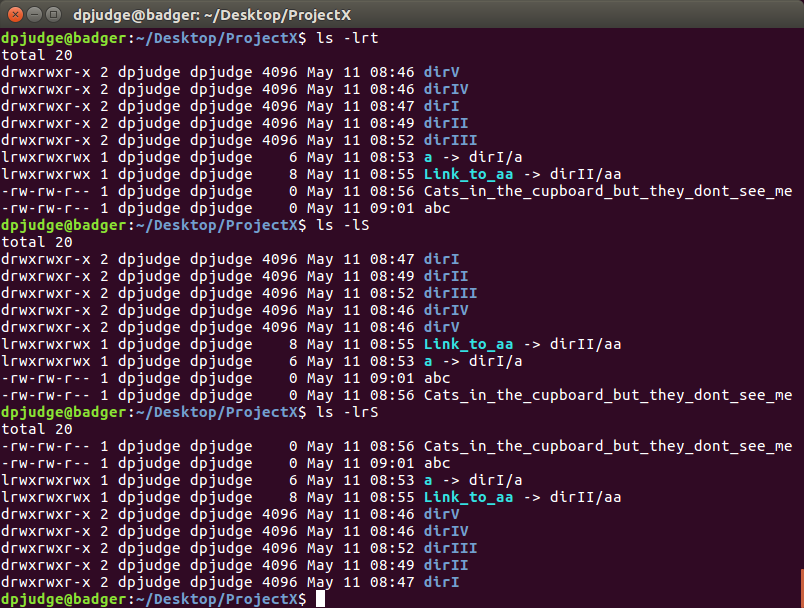 dpjudge@badger: ~/Desktop/ProjectX
dpjudge@badger:~/Desktop/ProjectX$ ls -lrt
total 20
drwxrwxr-x 2 dpjudge dpjudge 4096 May 11 08:46 dirV
drwxrwxr-x 2 dpjudge dpjudge 4096 May 11 08:46 dirIV
drwxrwxr-x 2 dpjudge dpjudge 4096 May 11 08:47 dirI
drwxrwxr-x 2 dpjudge dpjudge 4096 May 11 08:49 dirII
drwxrwxr-x 2 dpjudge dpjudge 4096 May 11 08:52 dirIII
lrwxrwxrwx 1 dpjudge dpjudge    6 May 11 08:53 a -> dirI/a
lrwxrwxrwx 1 dpjudge dpjudge    8 May 11 08:55 Link_to_aa -> dirII/aa
-rw-rw-r-- 1 dpjudge dpjudge    0 May 11 08:56 Cats_in_the_cupboard_but_they_dont_see_me
-rw-rw-r-- 1 dpjudge dpjudge    0 May 11 09:01 abc
dpjudge@badger:~/Desktop/ProjectX$ ls -lS
total 20
drwxrwxr-x 2 dpjudge dpjudge 4096 May 11 08:47 dirI
drwxrwxr-x 2 dpjudge dpjudge 4096 May 11 08:49 dirII
drwxrwxr-x 2 dpjudge dpjudge 4096 May 11 08:52 dirIII
drwxrwxr-x 2 dpjudge dpjudge 4096 May 11 08:46 dirIV
drwxrwxr-x 2 dpjudge dpjudge 4096 May 11 08:46 dirV
lrwxrwxrwx 1 dpjudge dpjudge    8 May 11 08:55 Link_to_aa -> dirII/aa
lrwxrwxrwx 1 dpjudge dpjudge    6 May 11 08:53 a -> dirI/a
-rw-rw-r-- 1 dpjudge dpjudge    0 May 11 09:01 abc
-rw-rw-r-- 1 dpjudge dpjudge    0 May 11 08:56 Cats_in_the_cupboard_but_they_dont_see_me
dpjudge@badger:~/Desktop/ProjectX$ ls -lrS
total 20
-rw-rw-r-- 1 dpjudge dpjudge    0 May 11 08:56 Cats_in_the_cupboard_but_they_dont_see_me
-rw-rw-r-- 1 dpjudge dpjudge    0 May 11 09:01 abc
lrwxrwxrwx 1 dpjudge dpjudge    6 May 11 08:53 a -> dirI/a
lrwxrwxrwx 1 dpjudge dpjudge    8 May 11 08:55 Link_to_aa -> dirII/aa
drwxrwxr-x 2 dpjudge dpjudge 4096 May 11 08:46 dirV
drwxrwxr-x 2 dpjudge dpjudge 4096 May 11 08:46 dirIV
drwxrwxr-x 2 dpjudge dpjudge 4096 May 11 08:52 dirIII
drwxrwxr-x 2 dpjudge dpjudge 4096 May 11 08:49 dirII
drwxrwxr-x 2 dpjudge dpjudge 4096 May 11 08:47 dirI
dpjudge@badger:~/Desktop/ProjectX$